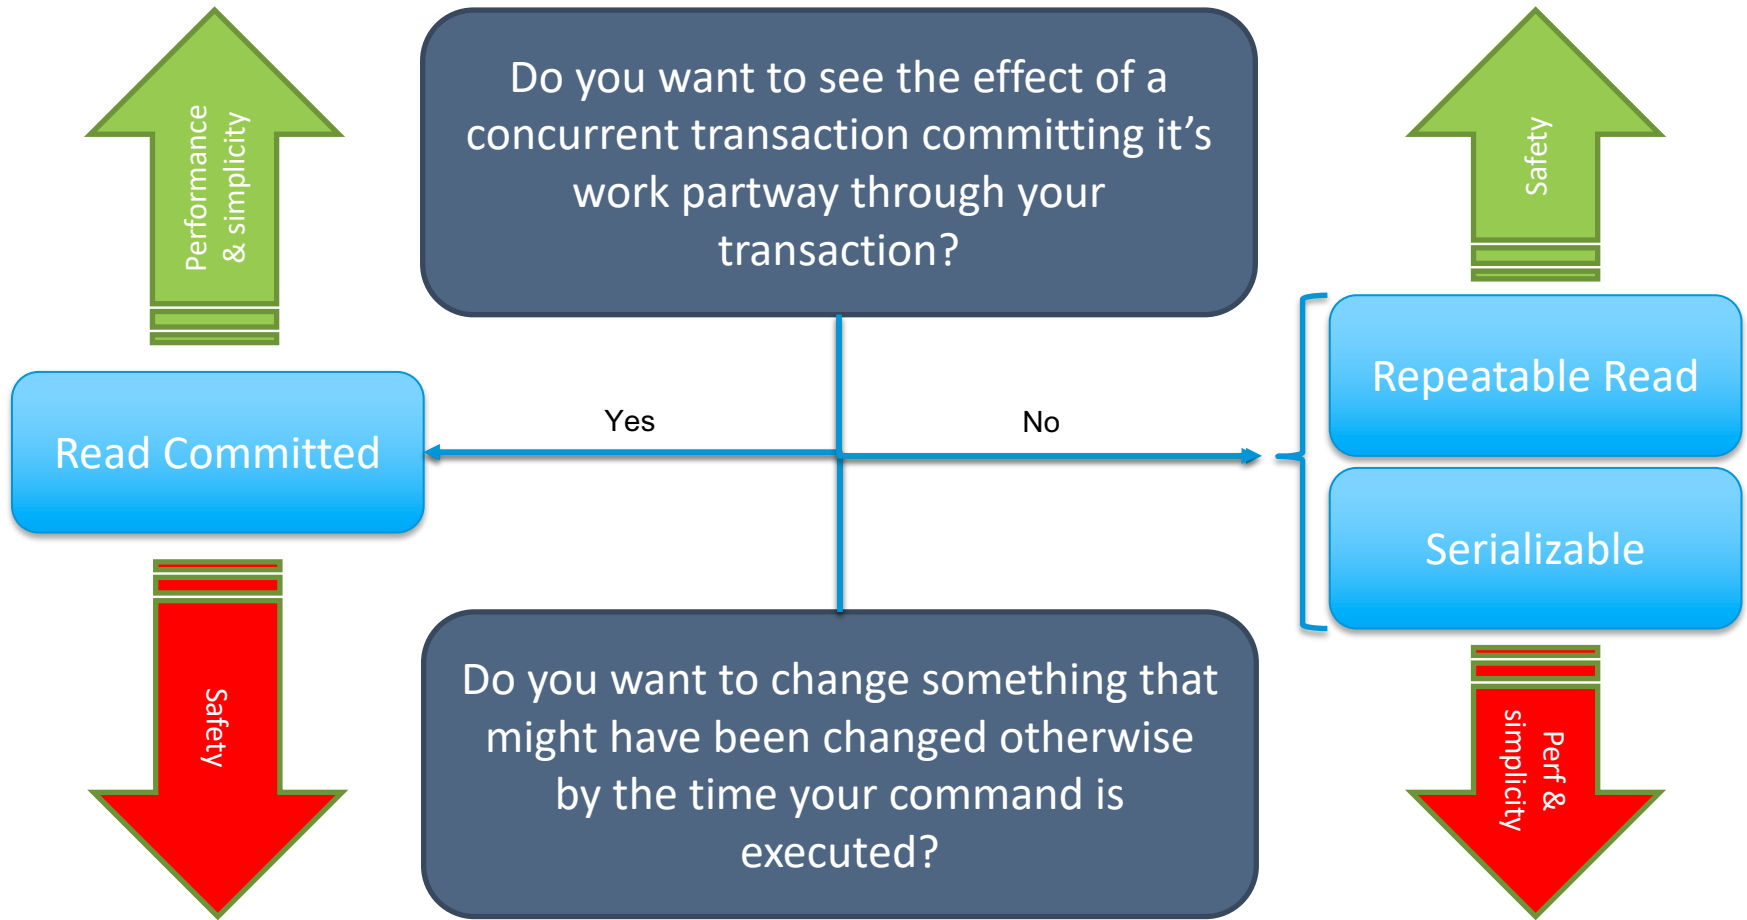 Performance
& simplicity
Do you want to see the effect of a
concurrent transaction committing it’s
work partway through your
transaction?
Safety
Read Committed
Yes
No
Repeatable Read
Serializable
Safety
Do you want to change something that
might have been changed otherwise
by the time your command is
executed?
Perf &
simplicity